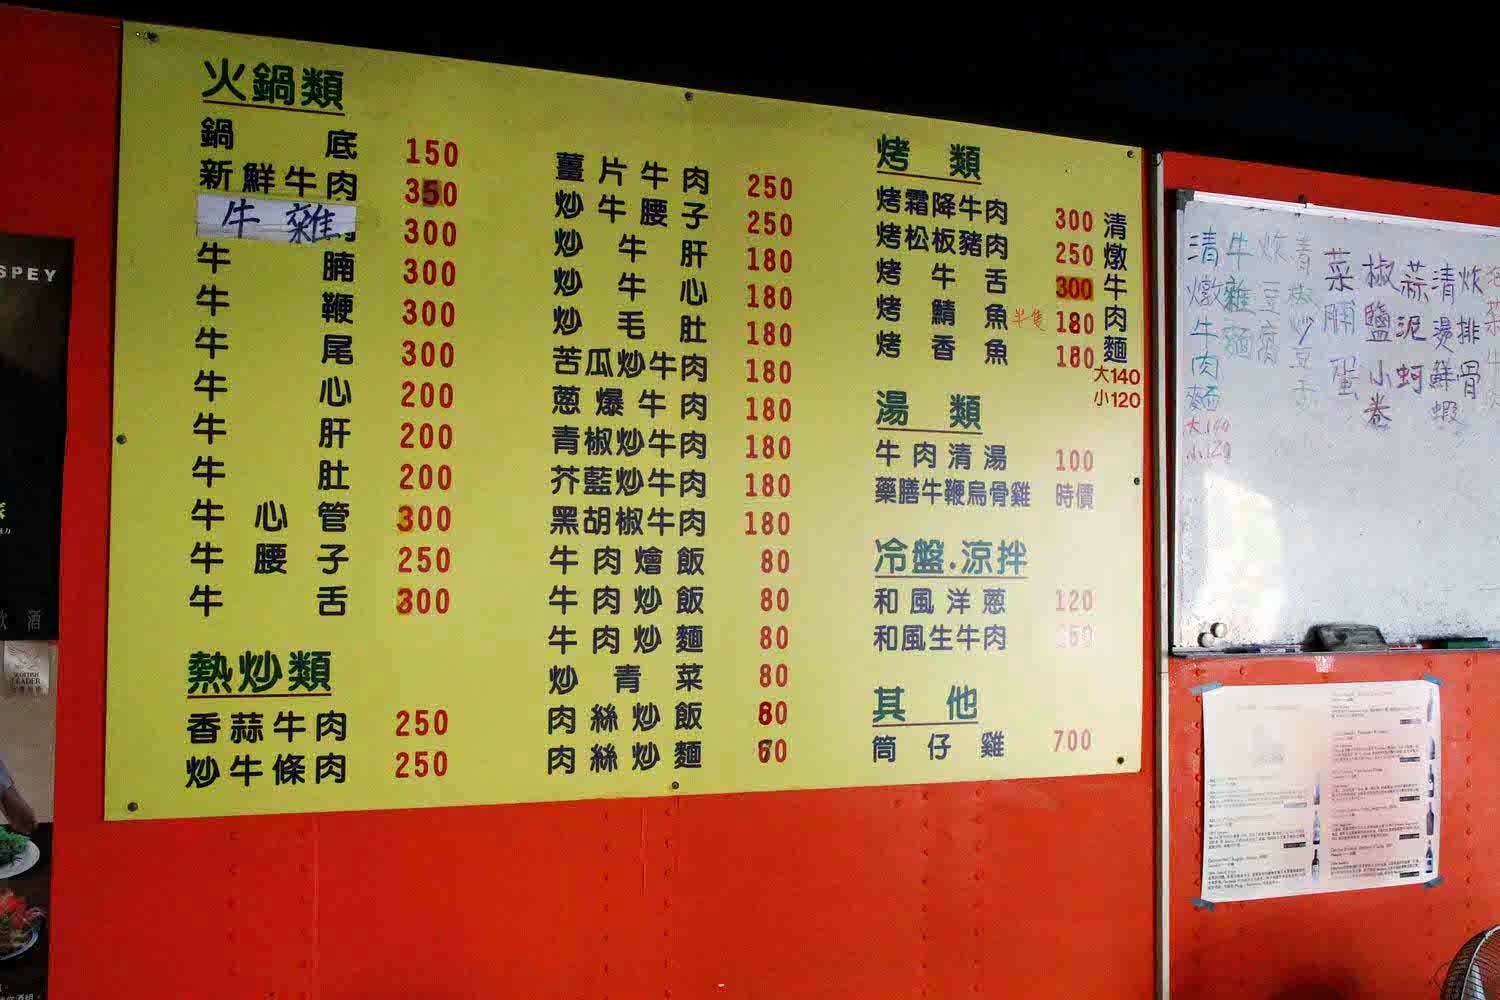 火鍋類
鍋底 150
新鮮牛肉 350
牛雜 300
牛腩 300
牛鞭 300
牛尾 300
牛心 200
牛肝 200
牛肚 200
牛心管 300
牛腰子 250
牛舌 300
熱炒類
香蒜牛肉 250
炒牛條肉 250
薑片牛肉 250
炒牛腰子 250
炒牛肝 180
炒牛心 180
炒毛肚 180
苦瓜炒牛肉 180
蔥爆牛肉 180
青椒炒牛肉 180
芥藍炒牛肉 180
黑胡椒牛肉 180
牛肉燴飯 80
牛肉炒飯 80
牛肉炒麵 80
炒青菜 80
肉絲炒飯 80
肉絲炒麵 60
烤類
烤霜降牛肉 300
烤松板豬肉 250
烤牛舌 300
烤鯖魚 半隻 180
烤香魚 180
清燉牛肉麵
大140
小120
湯類
牛肉清湯 100
藥膳牛鞭烏骨雞 時價
冷盤.涼拌
和風洋蔥 120
和風生牛肉 250
其他
筒仔雞 700
清燉牛肉麵
大140
小120
牛雜麵
炸豆腐
青椒炒豆干
菜脯蛋
椒鹽小卷
蒜泥蚵
清燙鮮蝦
炸排骨
SPEY